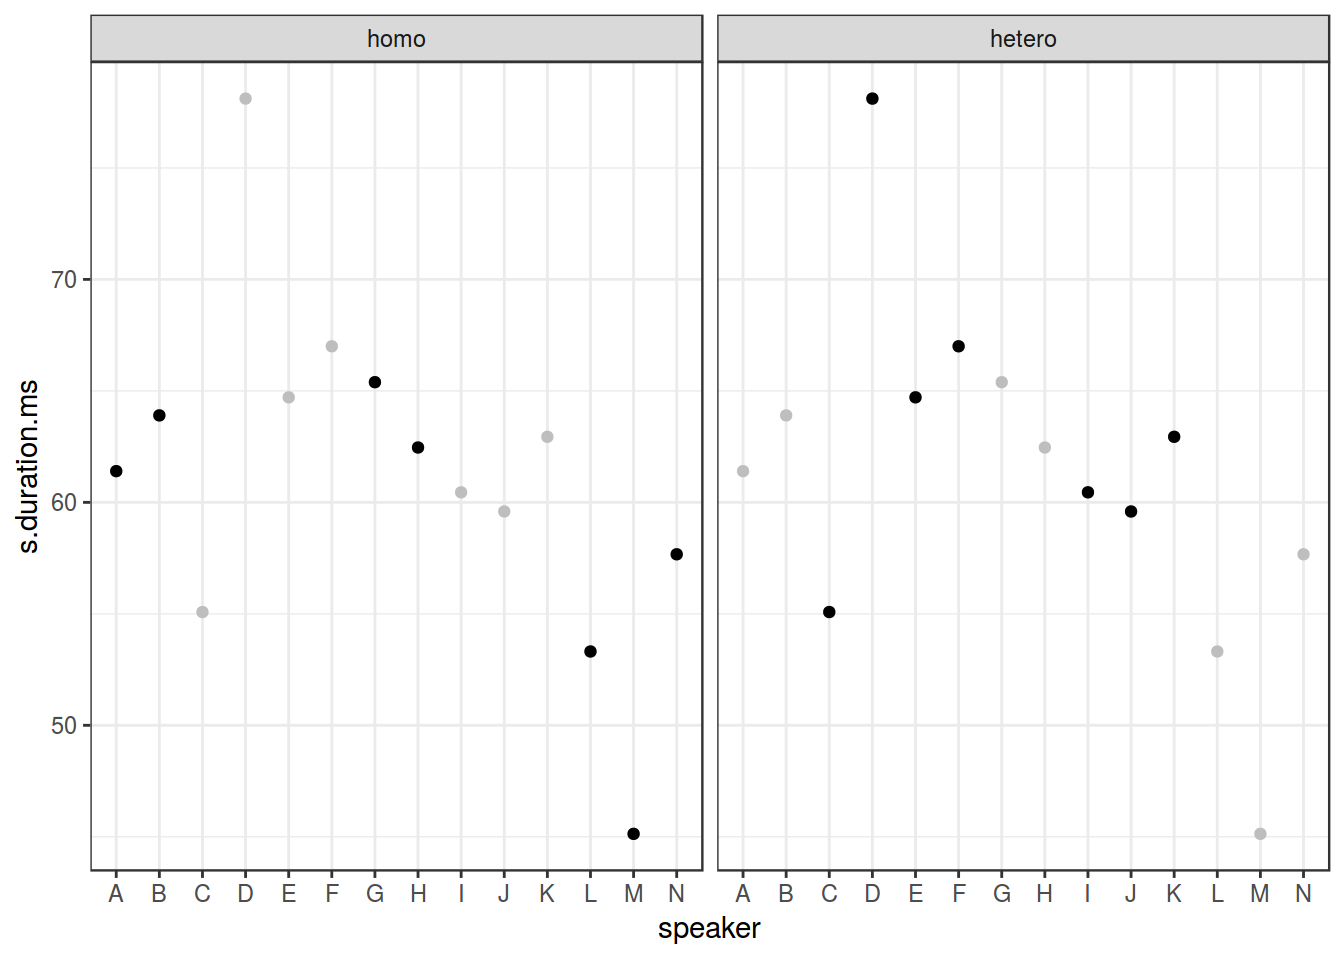 homo
hetero
s.duration.ms
70
60
50
A B C D E F G H I J K L M N
A B C D E F G H I J K L M N
speaker